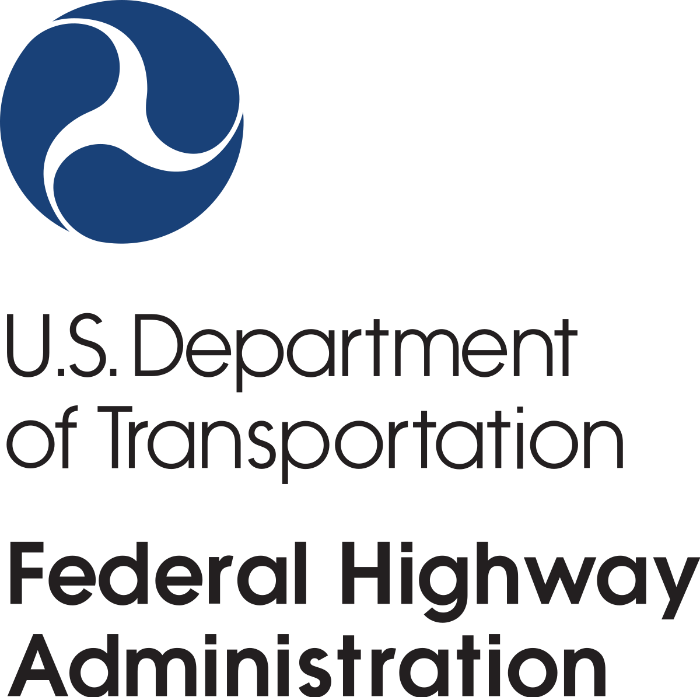 U.S. Department
of Transportation
Federal Highway
Administration